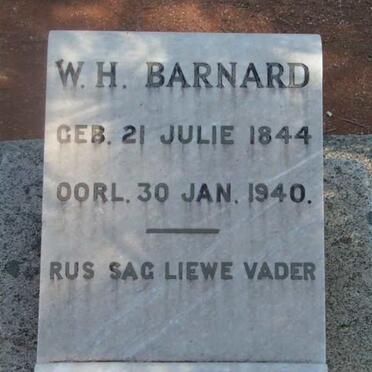 W.H. BARNARD
GEB. 21 JULIE 1844
OORL. 30 JAN. 1940.
RUS SAG LIEWE VADER